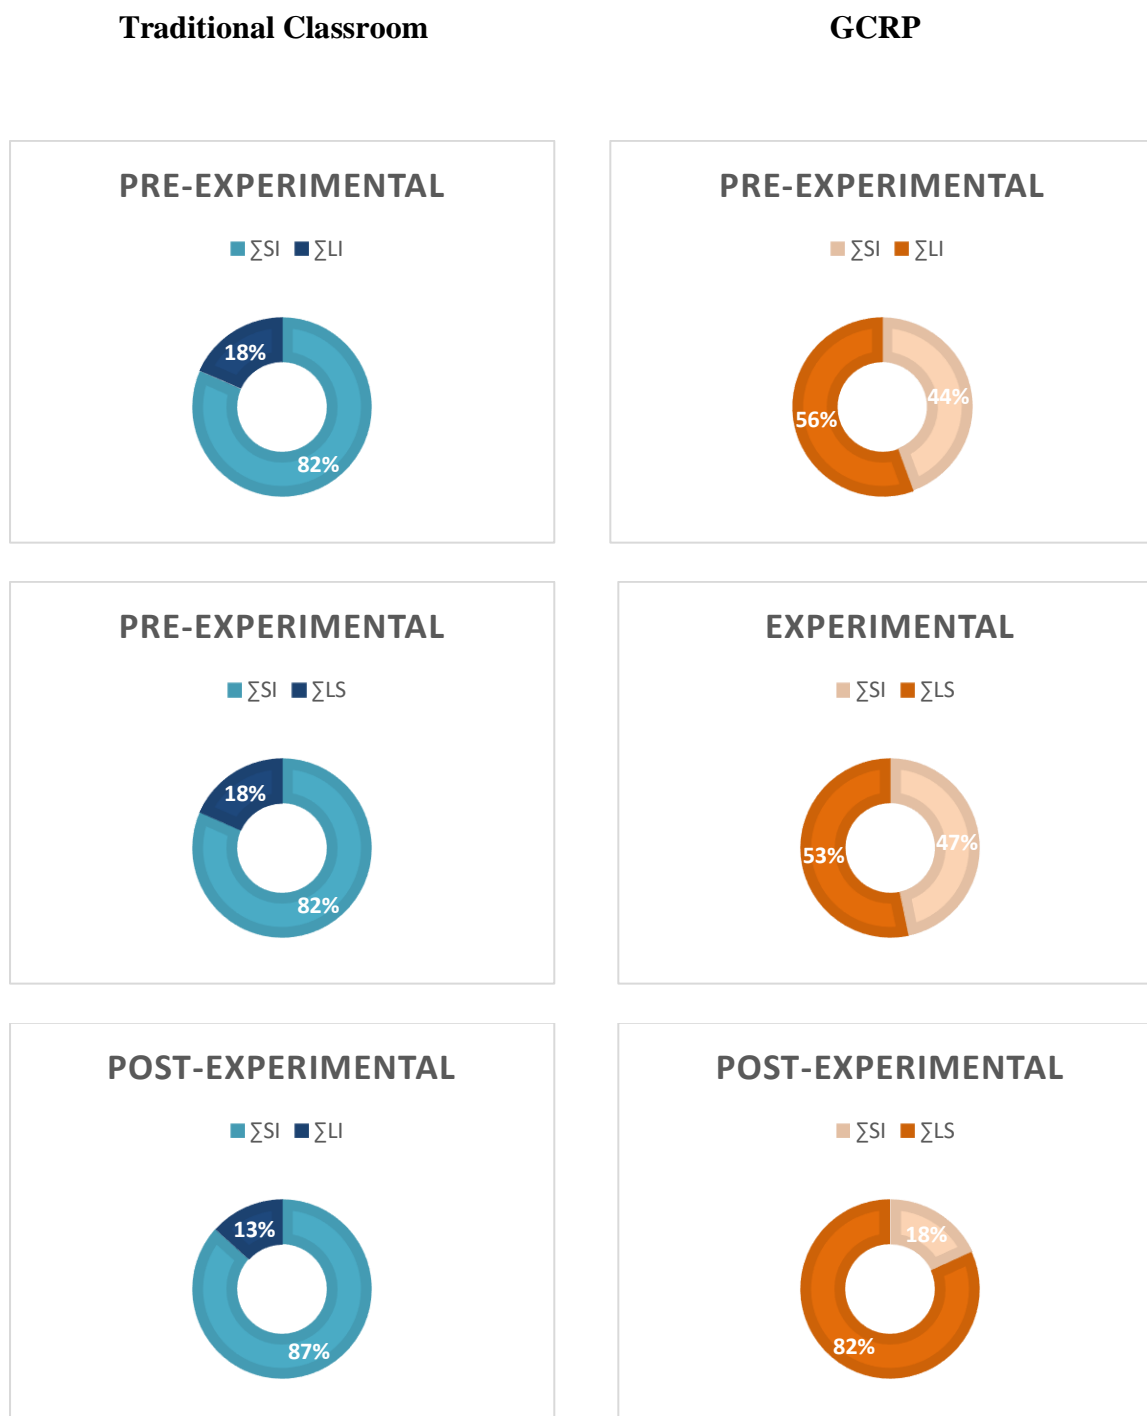 Traditional Classroom GCRP
PRE-EXPERIMENTAL
∑SI ∑LI
18%
82%
PRE-EXPERIMENTAL
∑SI ∑LI
44%
56%
PRE-EXPERIMENTAL
∑SI ∑LS
18%
82%
EXPERIMENTAL
∑SI ∑LS
47%
53%
POST-EXPERIMENTAL
∑SI ∑LI
13%
87%
POST-EXPERIMENTAL
∑SI ∑LS
18%
82%